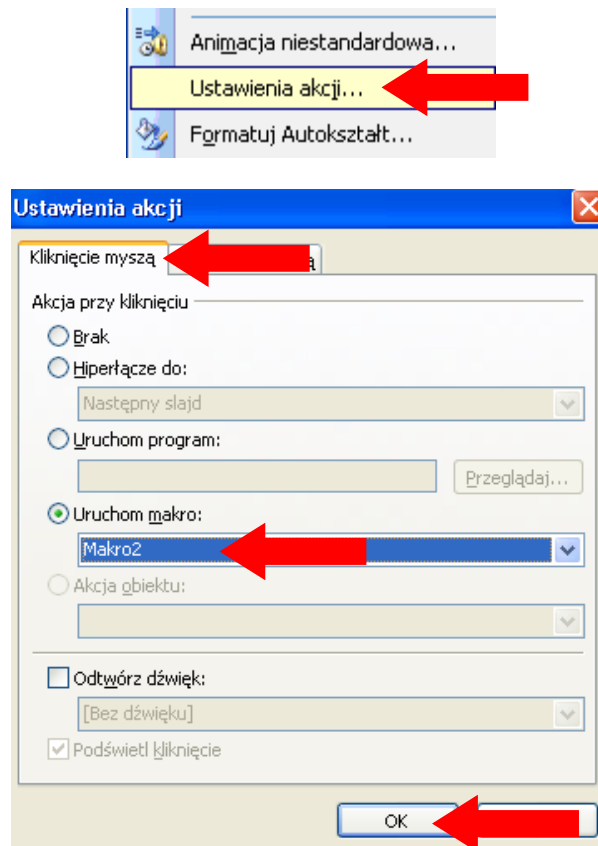 Animacja niestandardowa...
Ustawienia akcji...
Formatuj Autokształt...
Ustawienia akcji
Kliknięcie myszą
Akcja przy kliknięciu
Brak
Hiperłącze do:
Następny slajd
Uruchom program:
Przeglądaj...
Uruchom makro:
Makro2
Akcja obiektu:
Odtwórz dźwięk:
[Bez dźwięku]
Podświetl kliknięcie
OK